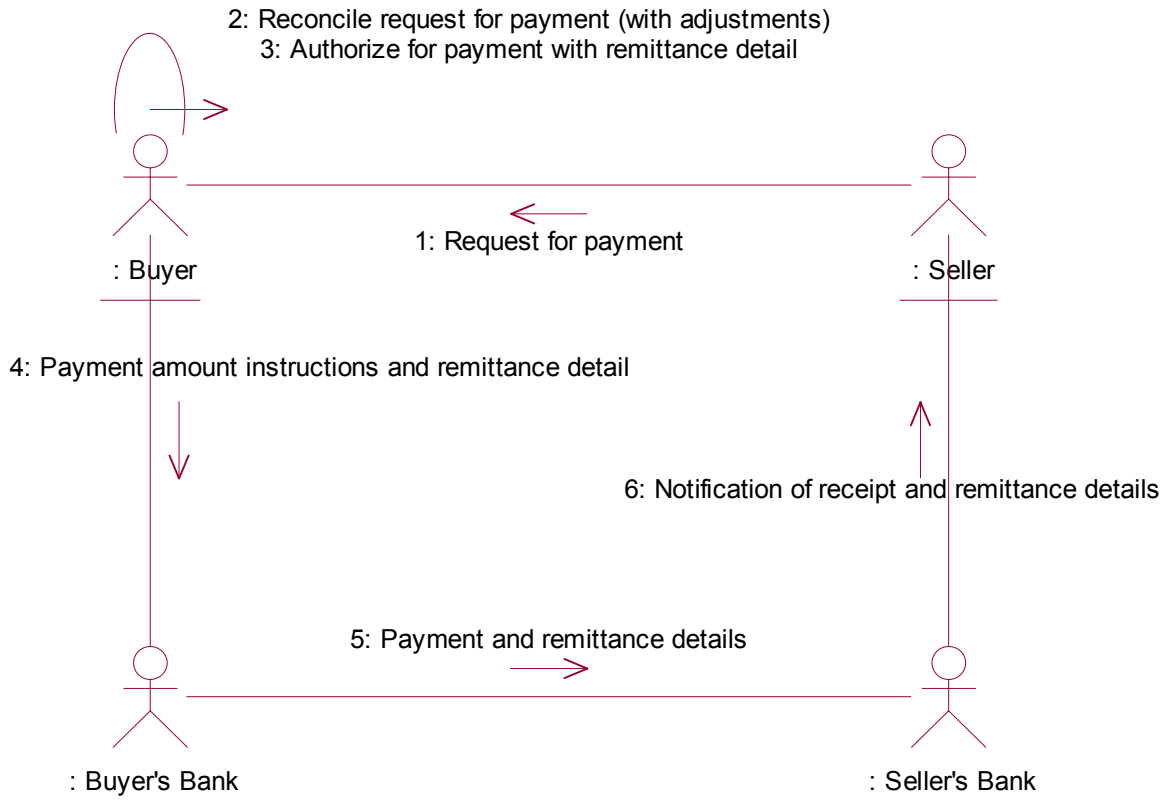 2: Reconcile request for payment (with adjustments)
3: Authorize for payment with remittance detail
1: Request for payment
: Buyer
: Seller
4: Payment amount instructions and remittance detail
6: Notification of receipt and remittance details
5: Payment and remittance details
: Buyer's Bank
: Seller's Bank